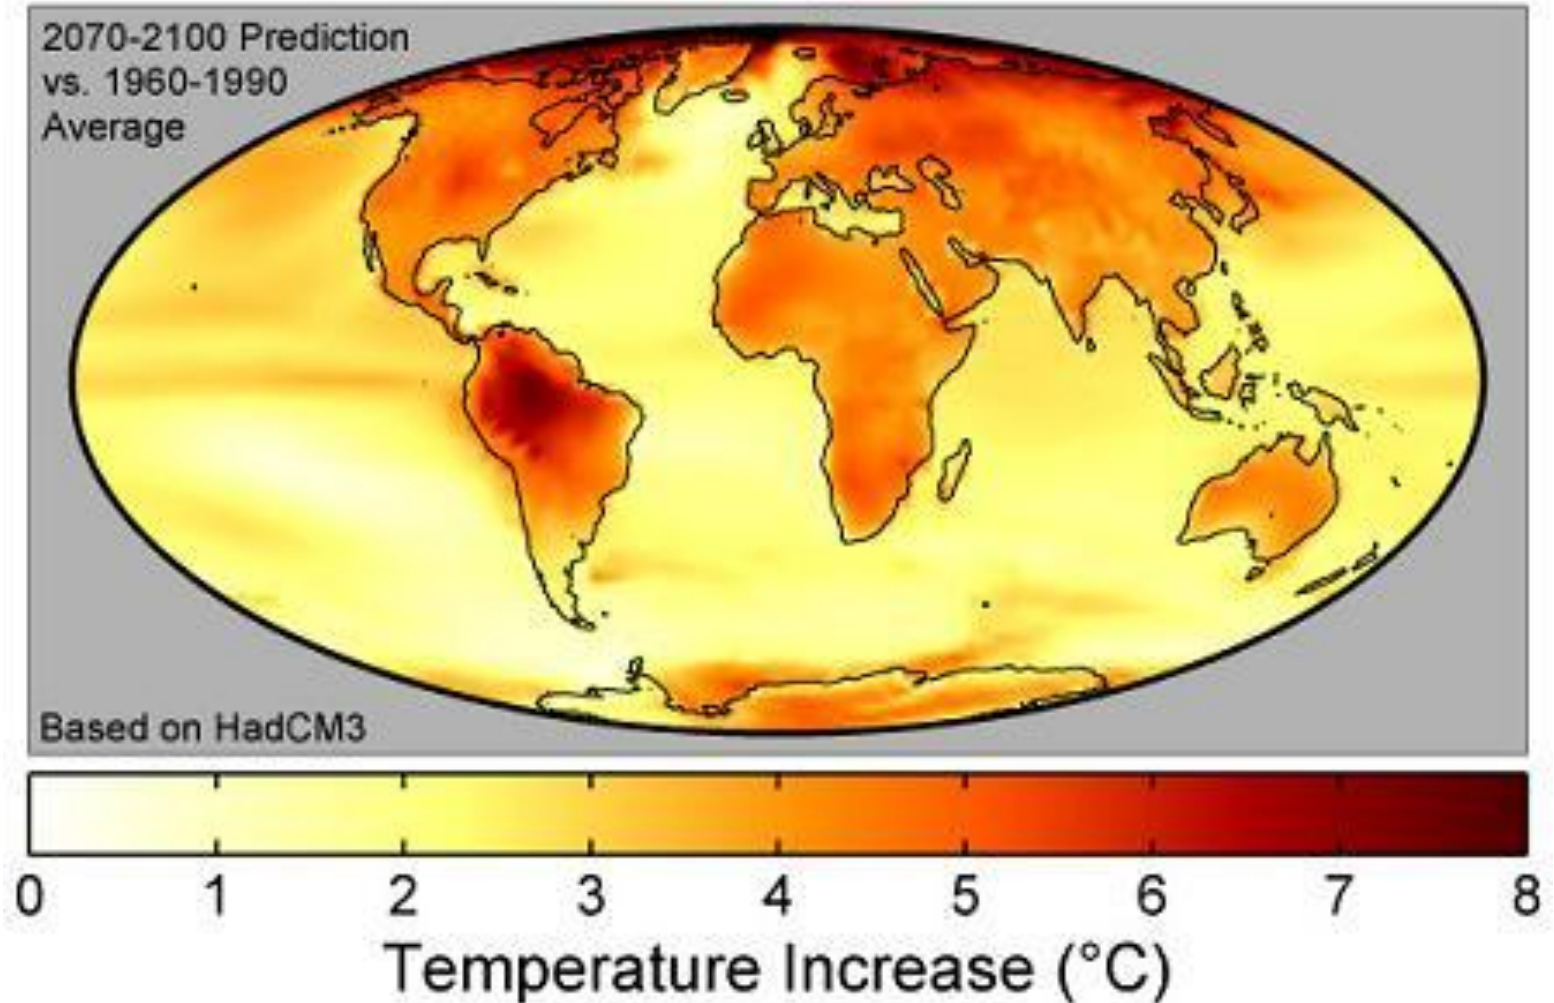 2070-2100 Prediction
vs. 1960-1990
Average
Based on HadCM3
0 1 2 3 4 5 6 7 8
Temperature Increase (°C)